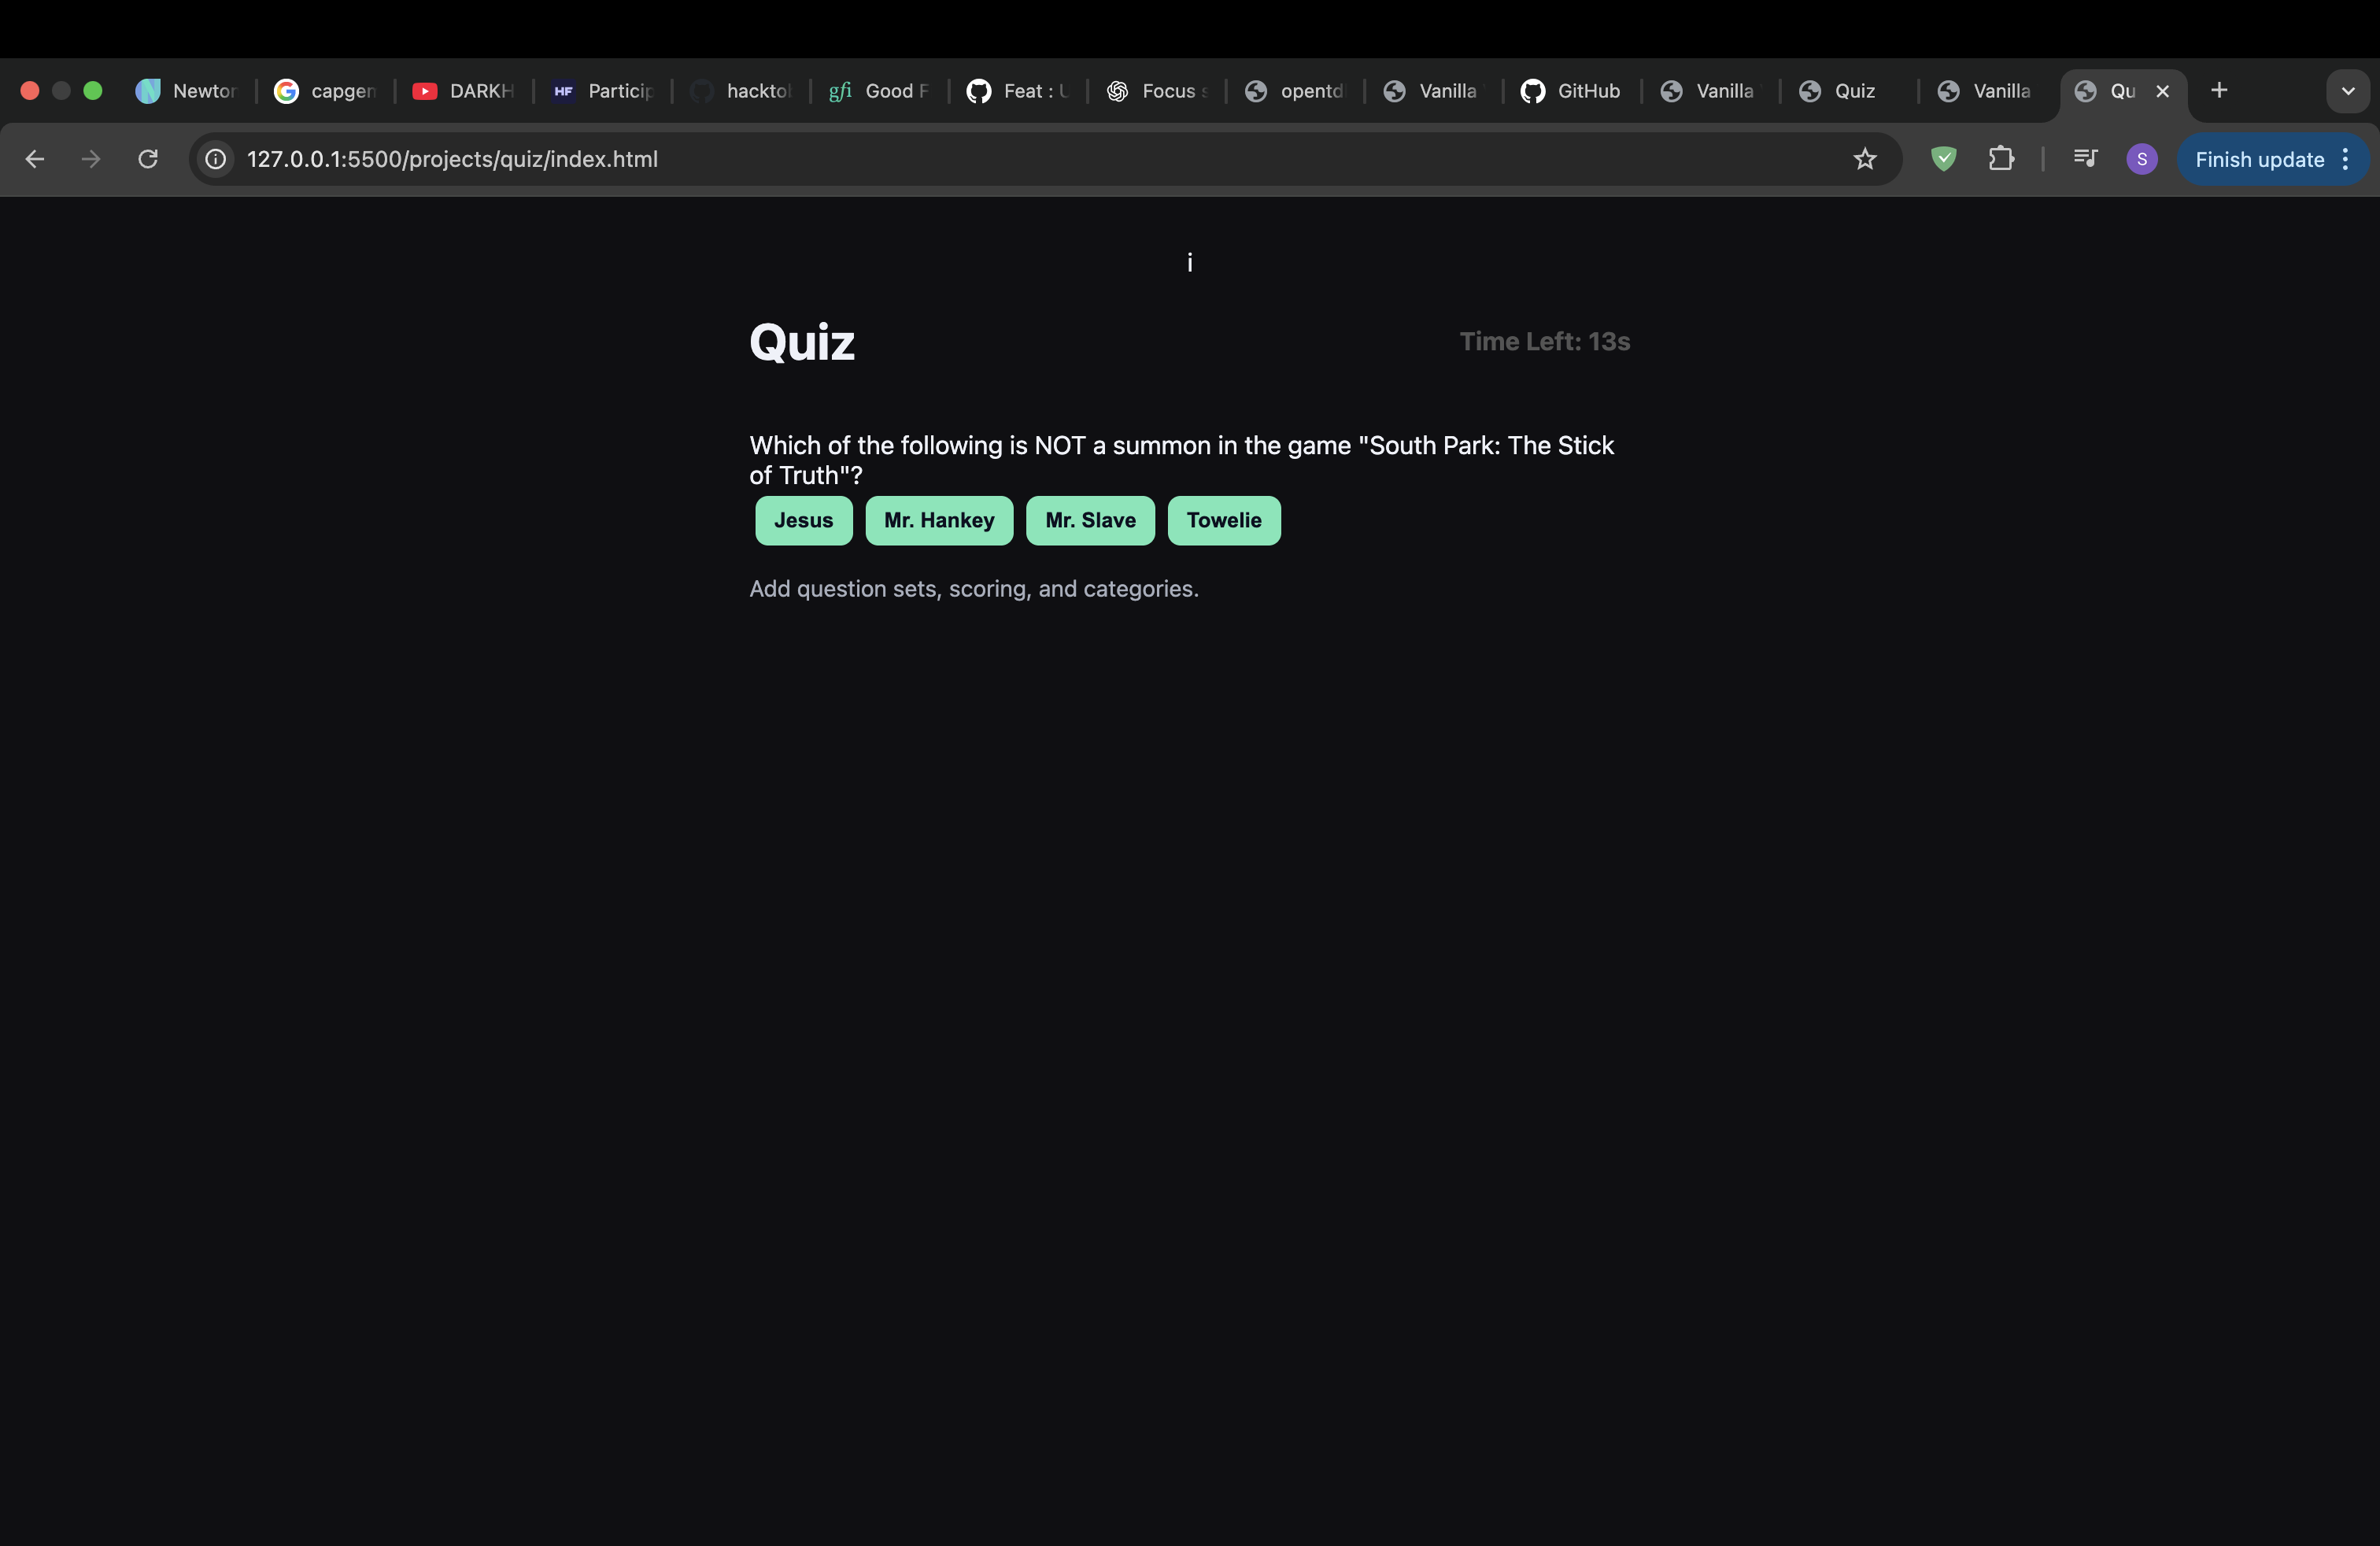 Newton
capgen
DARKH
HF
Particip
hacktob
gfi
Good F
Feat : U
Focus s
opentd
Vanilla
GitHub
Vanilla
Quiz
Vanilla
Qu
127.0.0.1:5500/projects/quiz/index.html
S
Finish update
i
Quiz
Time Left: 13s
Which of the following is NOT a summon in the game "South Park: The Stick
of Truth"?
Jesus
Mr. Hankey
Mr. Slave
Towelie
Add question sets, scoring, and categories.